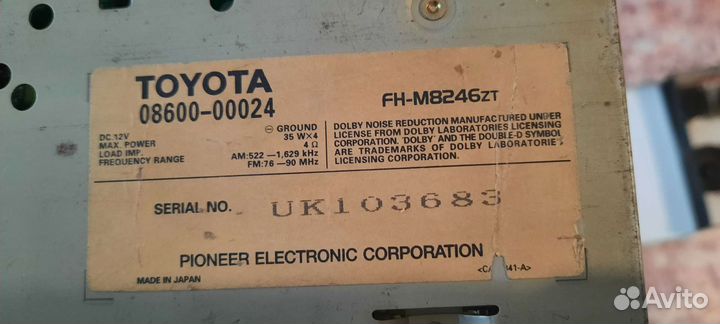 TOYOTA
08600-00024
FH-M8246ZT
DC.12V ⊖ GROUND
MAX. POWER 35 W×4
LOAD IMP. 4 Ω
FREQUENCY RANGE AM:522 — 1,629 kHz
FM:76 — 90 MHz
DOLBY NOISE REDUCTION MANUFACTURED UNDER
LICENSE FROM DOLBY LABORATORIES LICENSING
CORPORATION. 'DOLBY' AND THE DOUBLE-D SYMBOL
ARE TRADEMARKS OF DOLBY LABORATORIES
LICENSING CORPORATION.
SERIAL NO. UK103683
PIONEER ELECTRONIC CORPORATION
MADE IN JAPAN
Avito